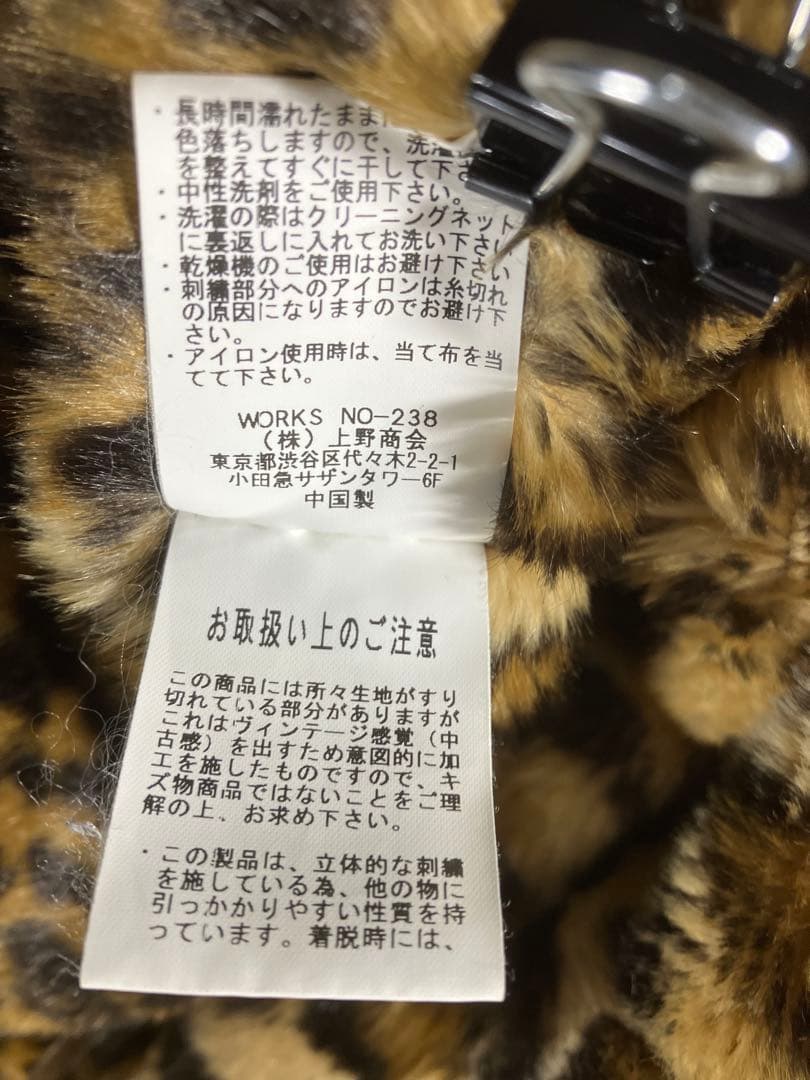 ・長時間濡れたまま
色落ちしますので、洗濯
を整えてすぐに干して下さ
・中性洗剤をご使用下さい。
・洗濯の際はクリーニングネット
に裏返しに入れてお洗い下さい
・乾燥機のご使用はお避け下さい
・刺繍部分へのアイロンは糸切れ
の原因になりますのでお避け下
さい。
・アイロン使用時は、当て布を当
てて下さい。
WORKS NO-238
（株）上野商会
東京都渋谷区代々木2-2-1
小田急サザンタワー6F
中国製
お取扱い上のご注意
この商品には所々生地がすり
切れている部分がありますが
これはヴィンテージ感覚（中
古感）を出すため意図的に加
工を施したものですので、キ
ズ物商品ではないことをご理
解の上、お求め下さい。
・この製品は、立体的な刺繍
を施している為、他の物に
引っかかりやすい性質を持
っています。着脱時には、